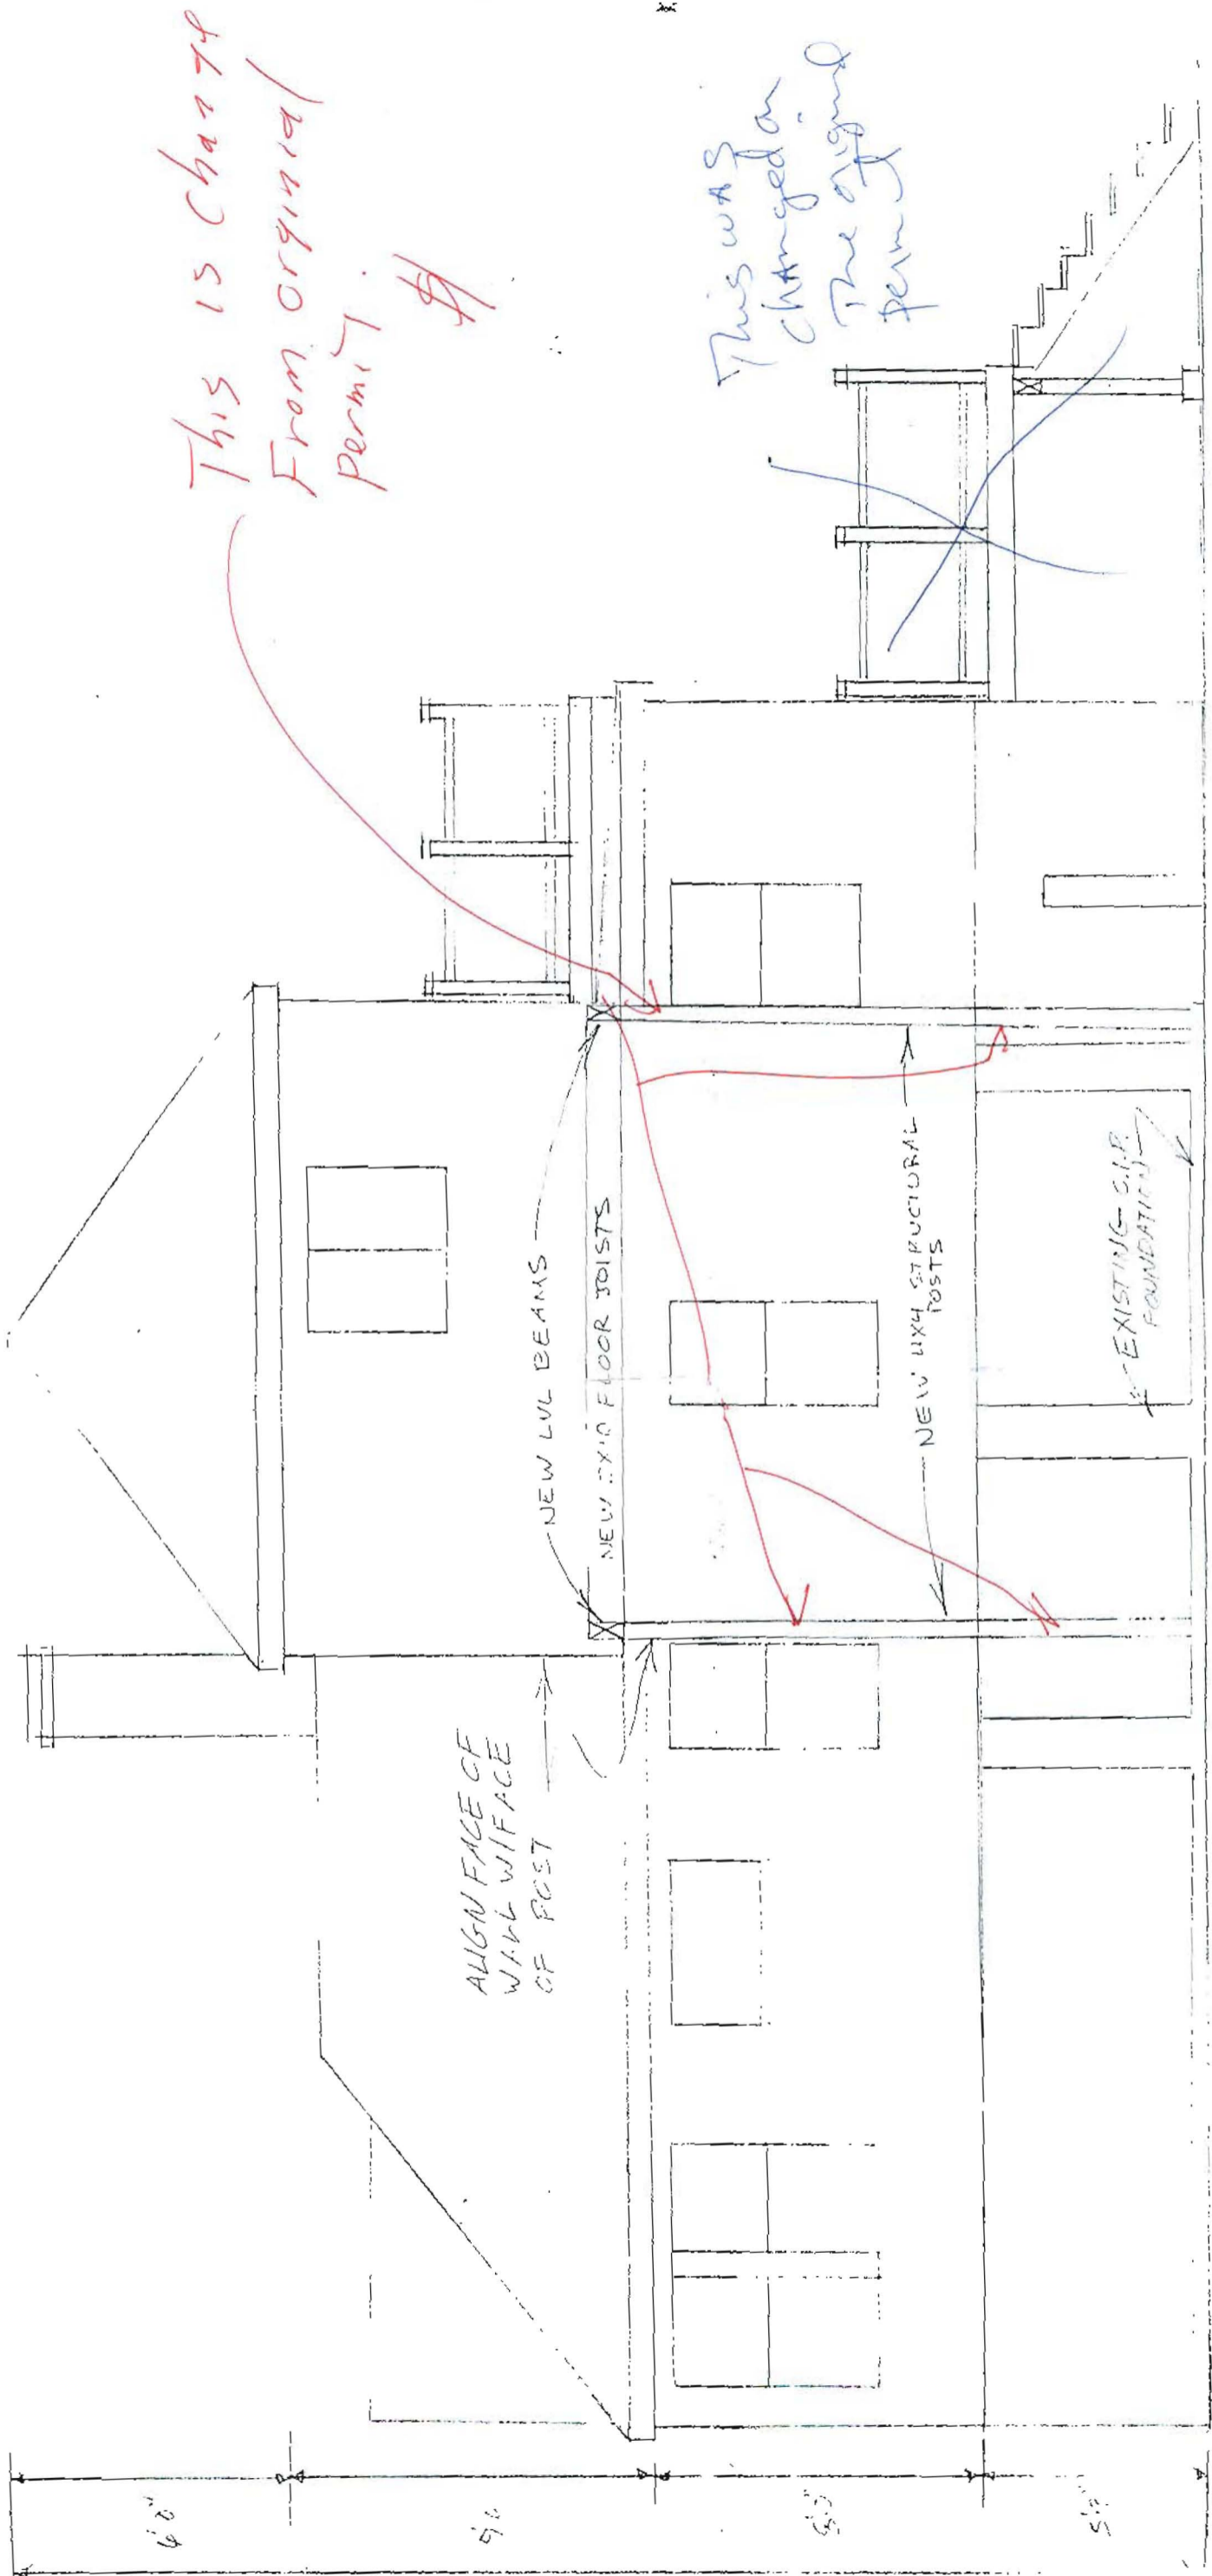 This is Change
From orginial
permit.
This was
changed on
The original
permit
NEW LVL BEAMS
NEW 2X10 FLOOR JOISTS
ALIGN FACE OF
WALL W/FACE
OF POST
NEW 4X4 STRUCTURAL
POSTS
EXISTING C.I.P.
FOUNDATION